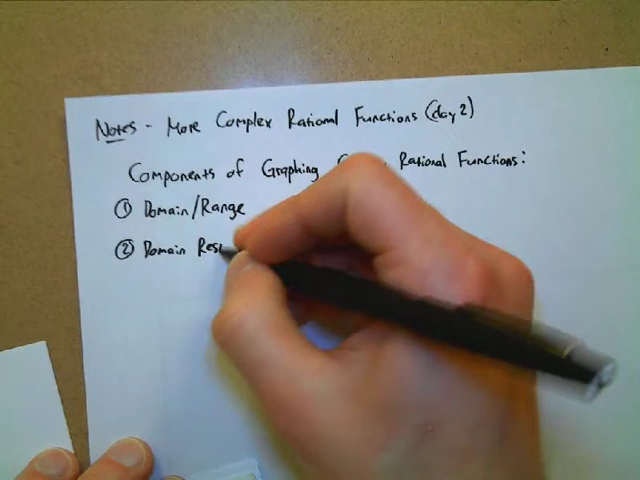 Notes - More Complex Rational Functions (day 2)
Components of Graphing Rational Functions:
① Domain/Range
② Domain Res